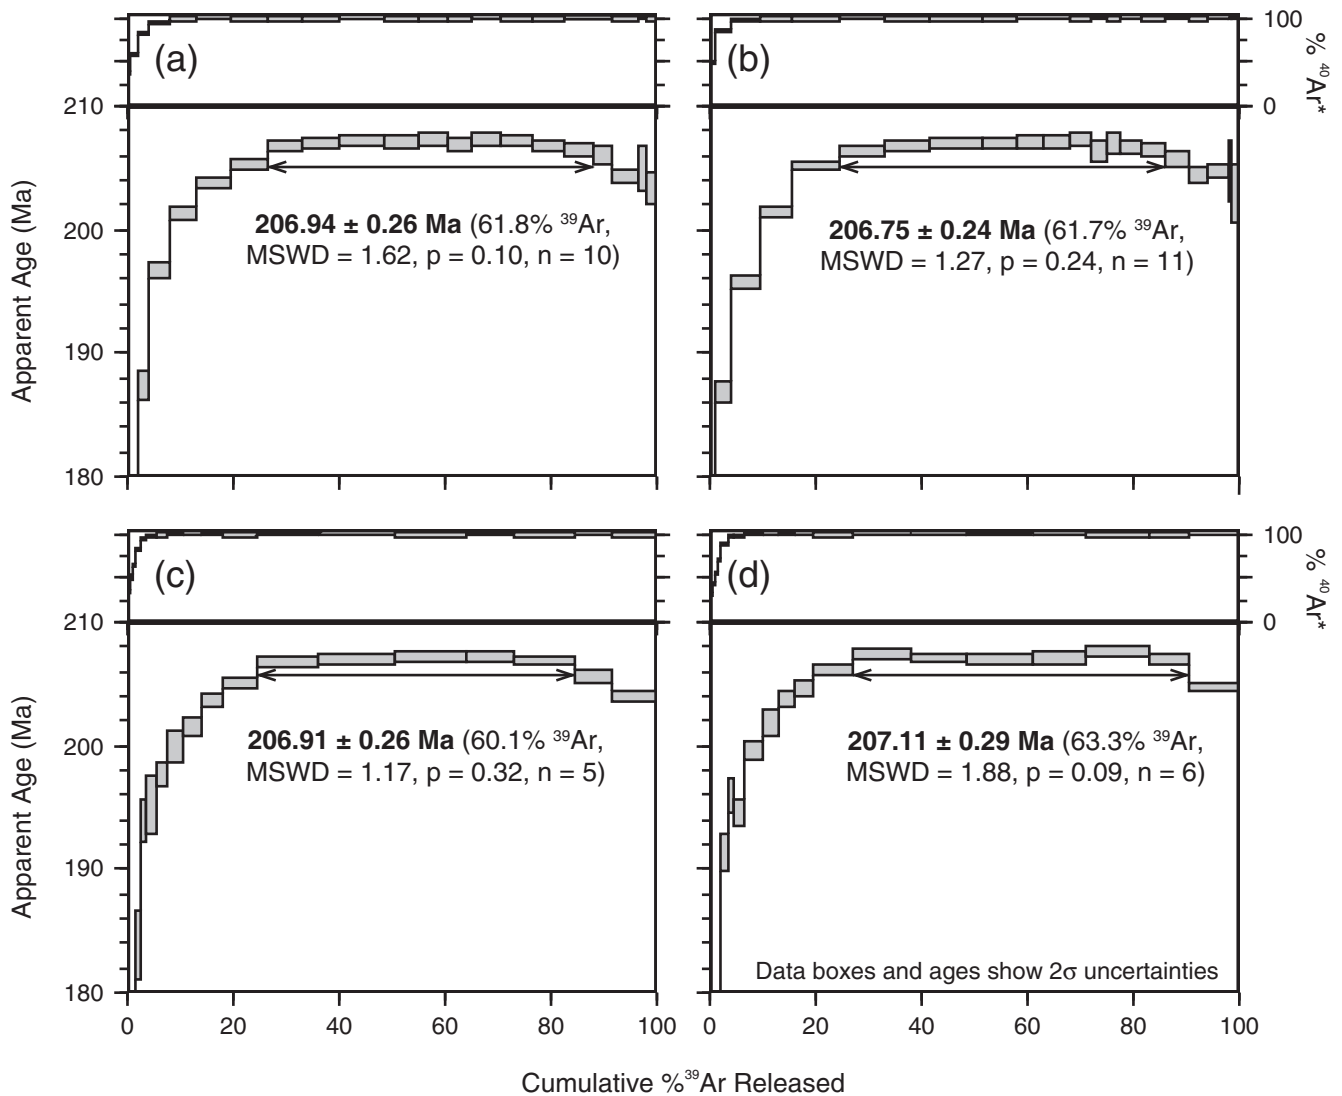 (a)
(b)
100
0
% ⁴⁰Ar*
210
200
190
180
Apparent Age (Ma)
206.94 ± 0.26 Ma (61.8% ³⁹Ar,
MSWD = 1.62, p = 0.10, n = 10)
206.75 ± 0.24 Ma (61.7% ³⁹Ar,
MSWD = 1.27, p = 0.24, n = 11)
(c)
(d)
100
0
% ⁴⁰Ar*
210
200
190
180
Apparent Age (Ma)
206.91 ± 0.26 Ma (60.1% ³⁹Ar,
MSWD = 1.17, p = 0.32, n = 5)
207.11 ± 0.29 Ma (63.3% ³⁹Ar,
MSWD = 1.88, p = 0.09, n = 6)
Data boxes and ages show 2σ uncertainties
0 20 40 60 80 100
0 20 40 60 80 100
Cumulative %³⁹Ar Released